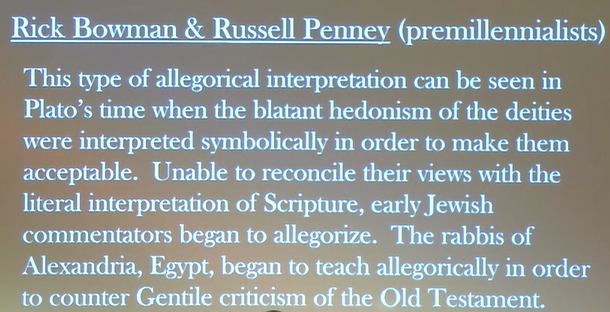 Rick Bowman & Russell Penney (premillennialists)
This type of allegorical interpretation can be seen in
Plato's time when the blatant hedonism of the deities
were interpreted symbolically in order to make them
acceptable. Unable to reconcile their views with the
literal interpretation of Scripture, early Jewish
commentators began to allegorize. The rabbis of
Alexandria, Egypt, began to teach allegorically in order
to counter Gentile criticism of the Old Testament.